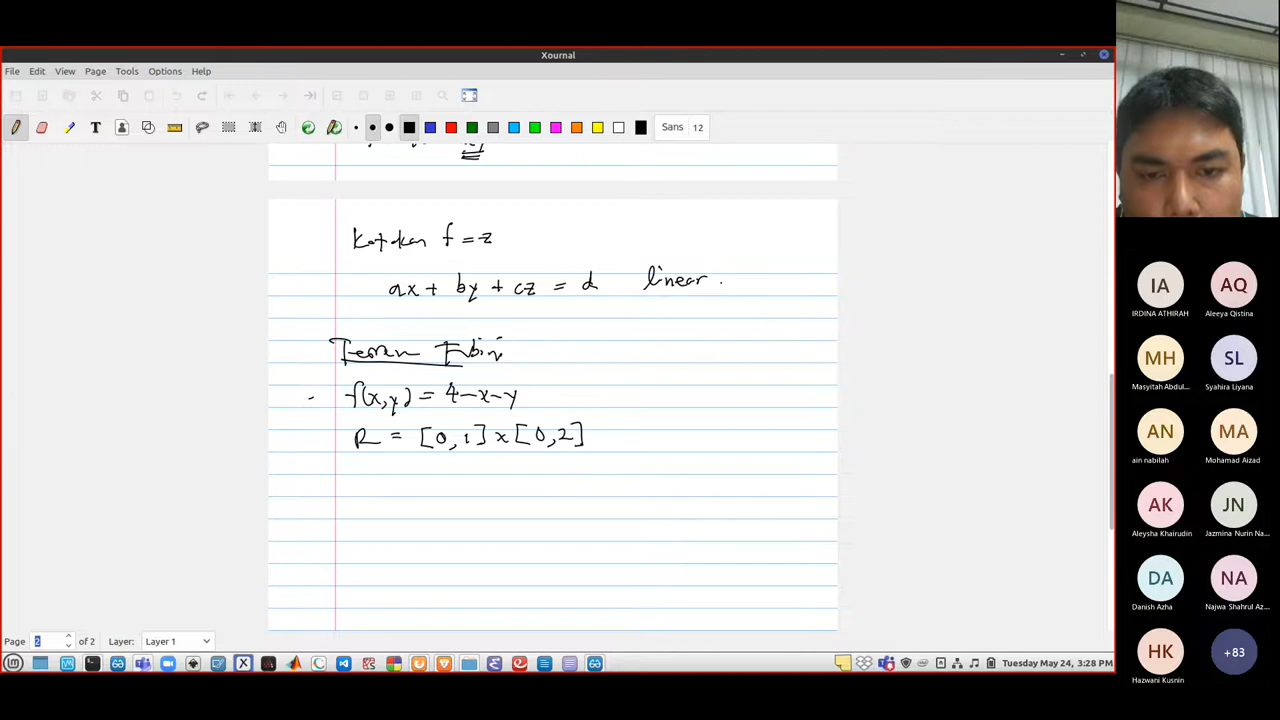 Xournal
File Edit View Page Tools Options Help
Sans 12
Katakan f = z
ax + by + cz = d linear.
Teorem Fubini
f(x,y) = 4-x-y
R = [0,1] x [0,2]
Page 2 of 2 Layer: Layer 1
Tuesday May 24, 3:28 PM
IA AQ
IRDINA ATHIRAH Aleeya Qistina
MH SL
Masyitah Abdul... Syahira Liyana
AN MA
ain nabilah Mohamad Aizad
AK JN
Aleysha Khairudin Jazmina Nurin Na...
DA NA
Danish Azha Najwa Shahrul Az...
HK +83
Hazwani Kusnin